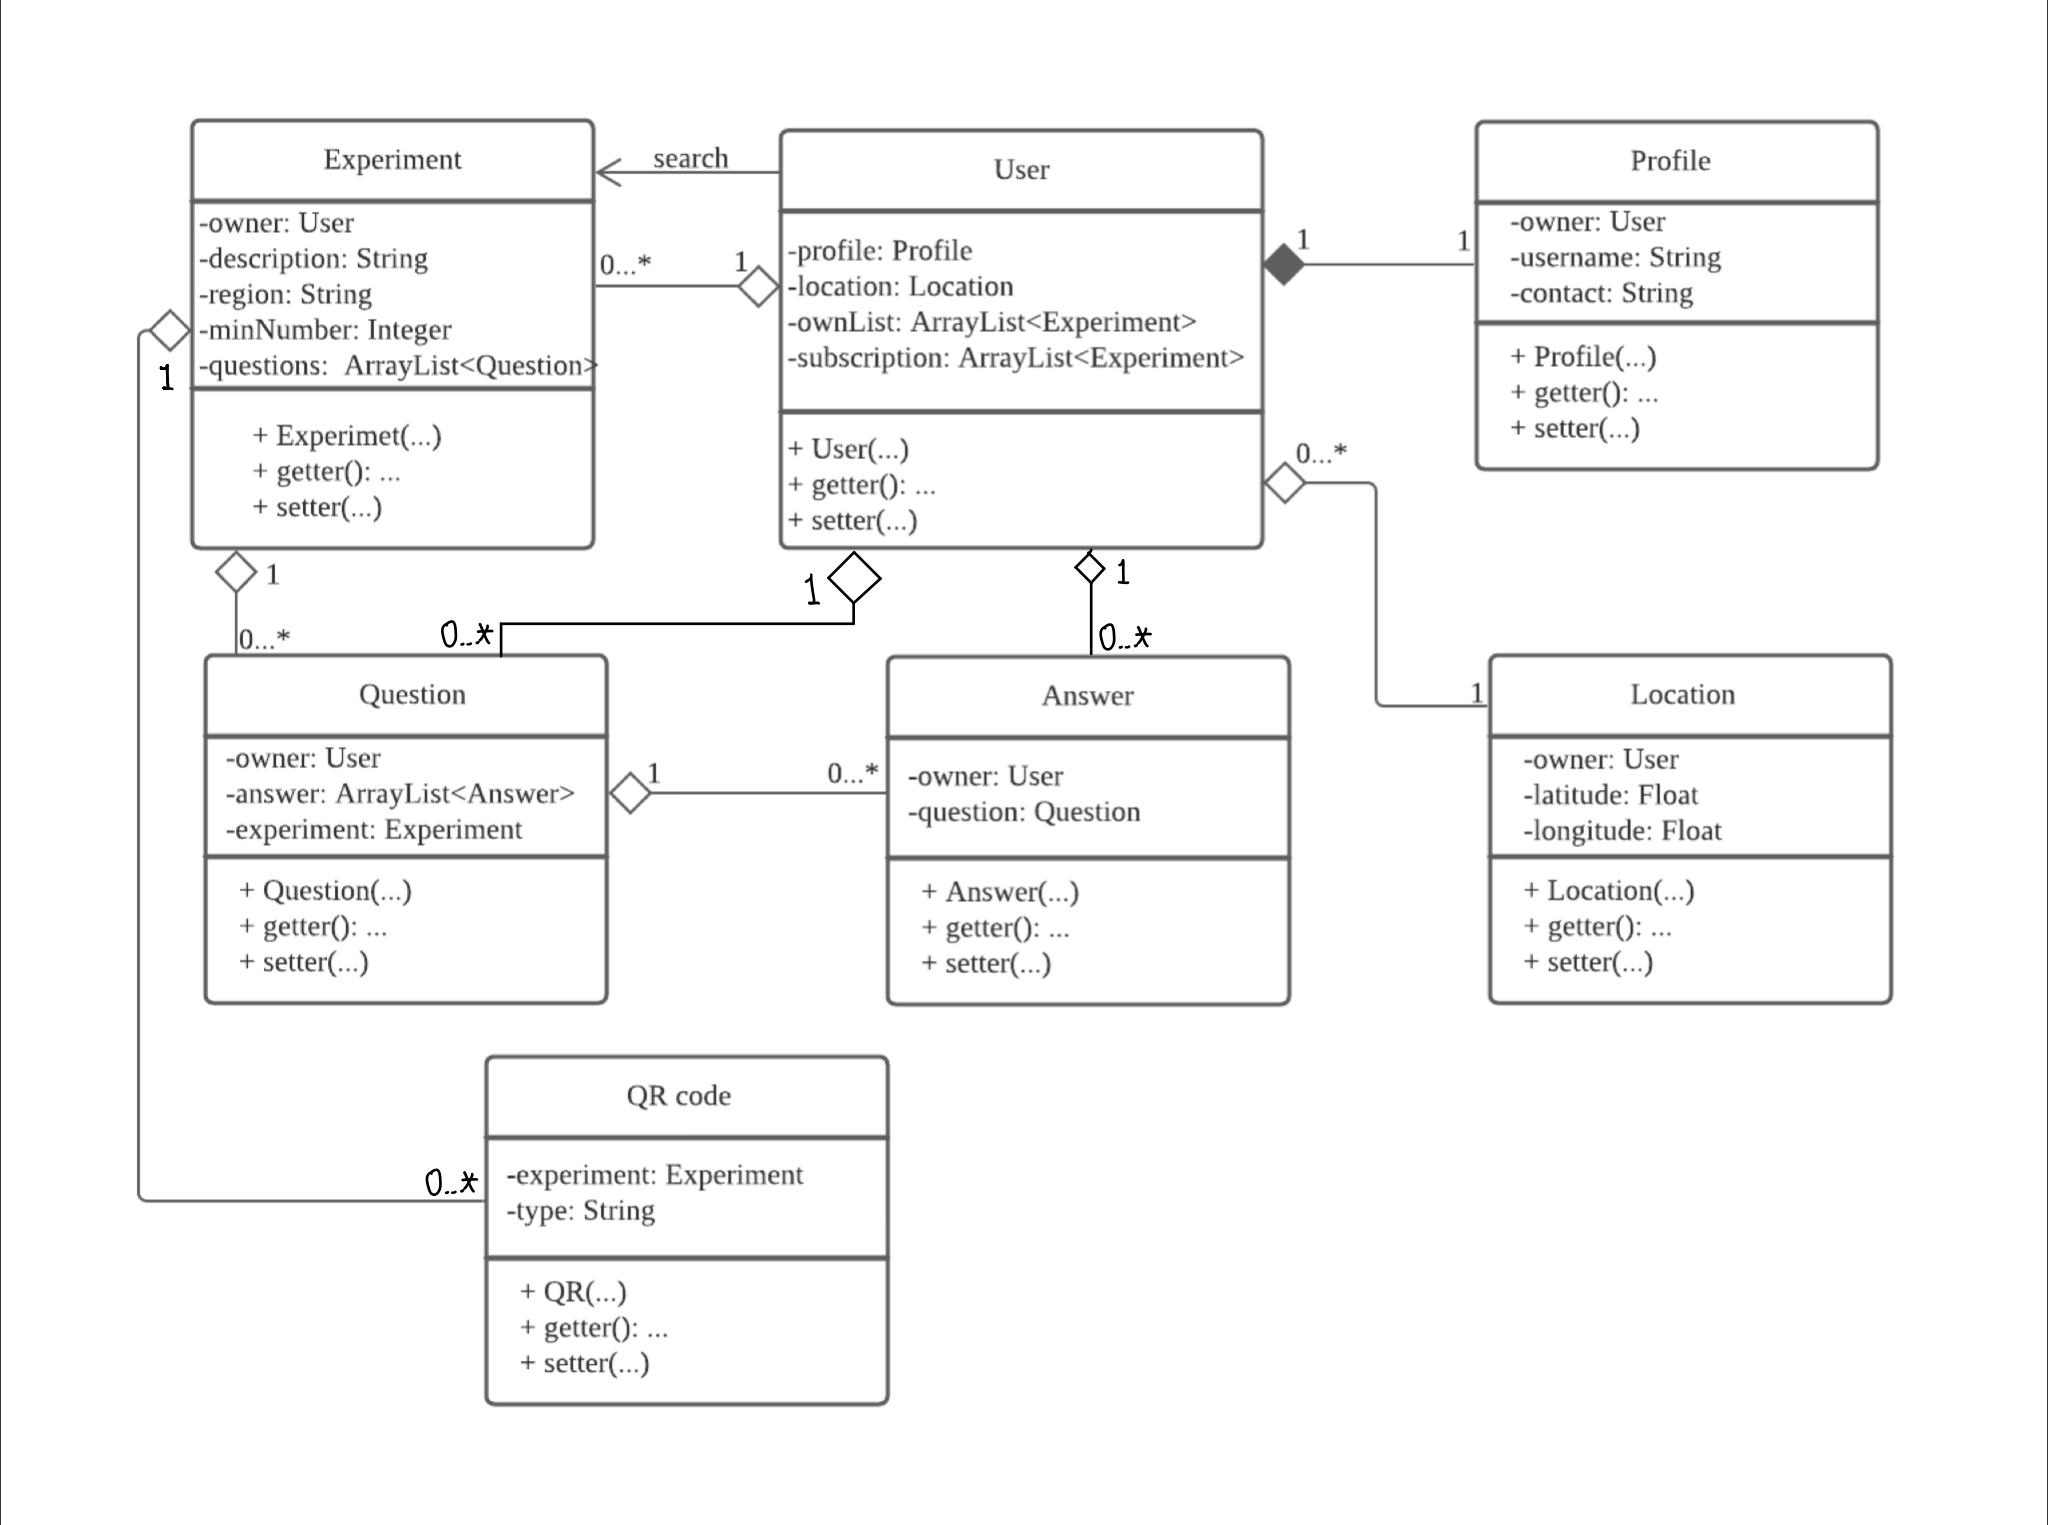 Experiment
-owner: User
-description: String
-region: String
-minNumber: Integer
-questions:  ArrayList<Question>
+ Experimet(...)
+ getter(): ...
+ setter(...)
search
0...*
1
User
-profile: Profile
-location: Location
-ownList: ArrayList<Experiment>
-subscription: ArrayList<Experiment>
+ User(...)
+ getter(): ...
+ setter(...)
1
1
Profile
-owner: User
-username: String
-contact: String
+ Profile(...)
+ getter(): ...
+ setter(...)
0...*
1
1
1
0...*
0...*
1
0...*
1
Question
-owner: User
-answer: ArrayList<Answer>
-experiment: Experiment
+ Question(...)
+ getter(): ...
+ setter(...)
1
0...*
Answer
-owner: User
-question: Question
+ Answer(...)
+ getter(): ...
+ setter(...)
1
Location
-owner: User
-latitude: Float
-longitude: Float
+ Location(...)
+ getter(): ...
+ setter(...)
0...*
QR code
-experiment: Experiment
-type: String
+ QR(...)
+ getter(): ...
+ setter(...)